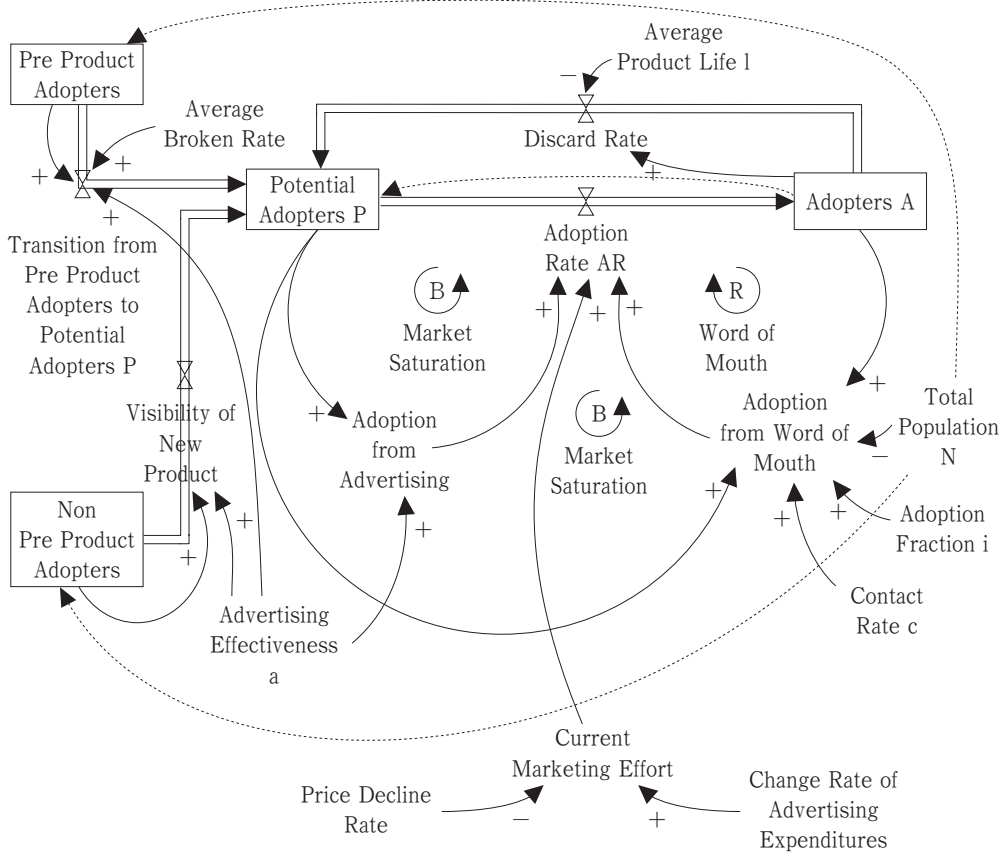 Pre Product
Adopters
Average
Product Life l
−
Average
Broken Rate
Discard Rate
+
+
+
+
Potential
Adopters P
Adopters A
Transition from
Pre Product
Adopters to
Potential
Adopters P
Adoption
Rate AR
B
Market
Saturation
R
Word of
Mouth
+
+
+
+
Visibility of
New
Product
+
Adoption
from
Advertising
B
Market
Saturation
Adoption
from Word of
Mouth
Total
Population
N
−
+
+
+
Adoption
Fraction i
Non
Pre Product
Adopters
+
+
+
Contact
Rate c
Advertising
Effectiveness
a
Current
Marketing Effort
Price Decline
Rate
−
+
Change Rate of
Advertising
Expenditures